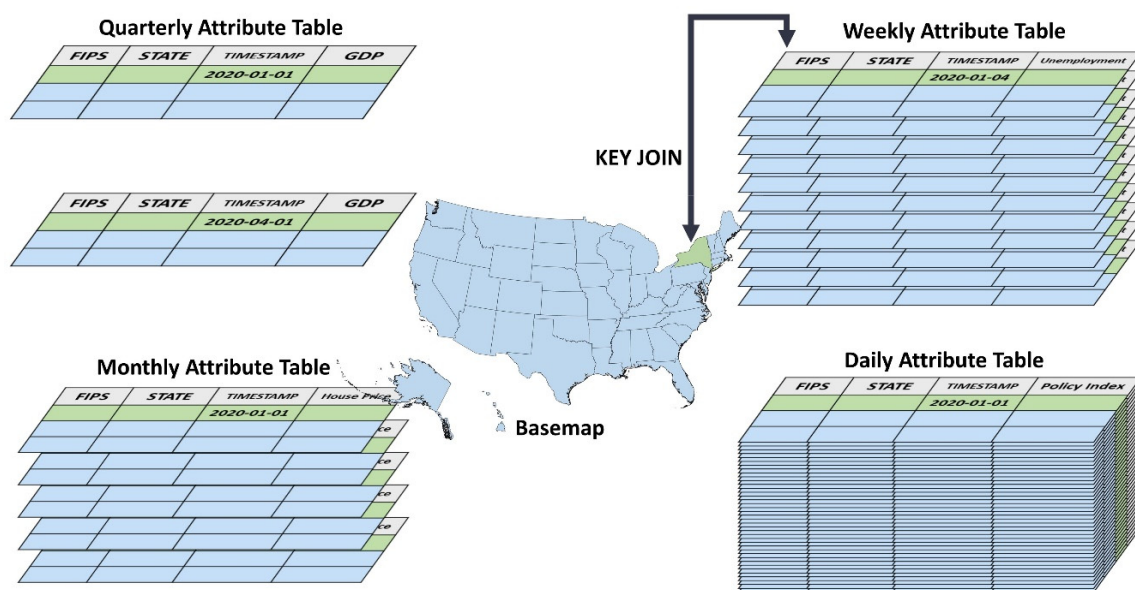 Quarterly Attribute Table
FIPS STATE TIMESTAMP GDP
2020-01-01
FIPS STATE TIMESTAMP GDP
2020-04-01
Monthly Attribute Table
FIPS STATE TIMESTAMP House Price
2020-01-01
KEY JOIN
Basemap
Weekly Attribute Table
FIPS STATE TIMESTAMP Unemployment
2020-01-04
Daily Attribute Table
FIPS STATE TIMESTAMP Policy Index
2020-01-01